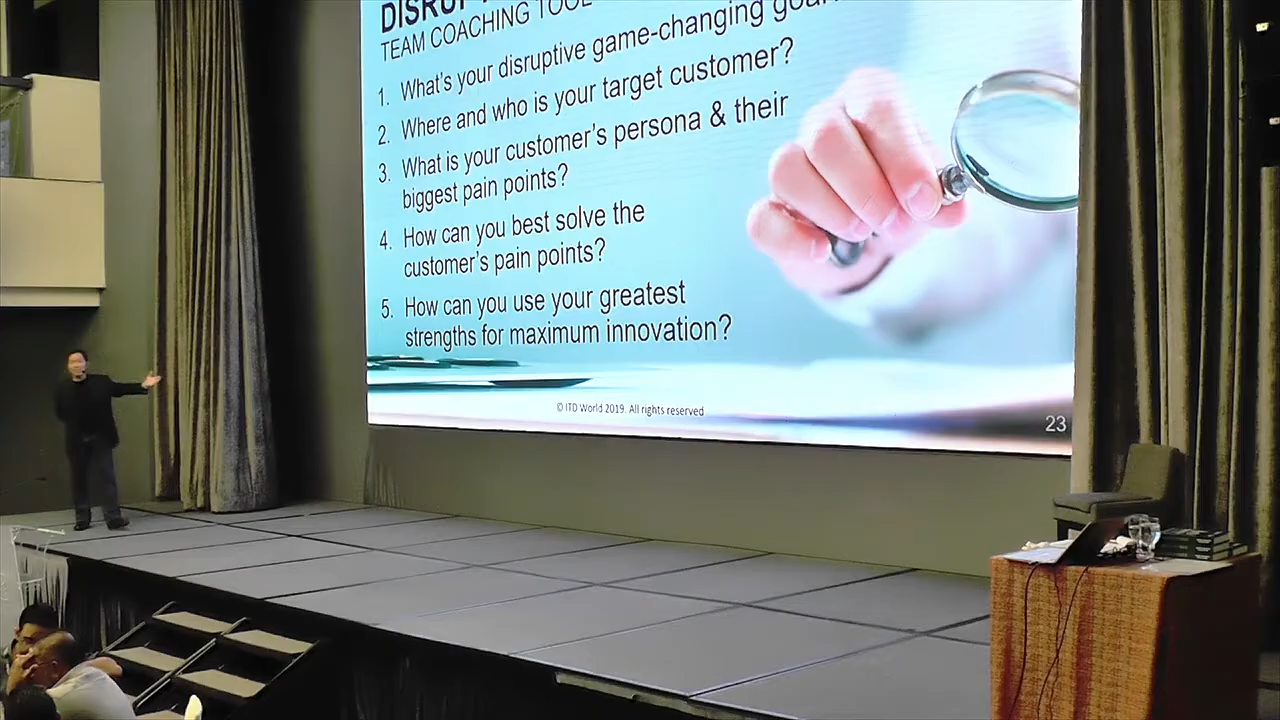 TEAM COACHING TOOL
1. What's your disruptive game-changing
2. Where and who is your target customer?
3. What is your customer's persona & their
biggest pain points?
4. How can you best solve the
customer's pain points?
5. How can you use your greatest
strengths for maximum innovation?
© ITD World 2019. All rights reserved
23